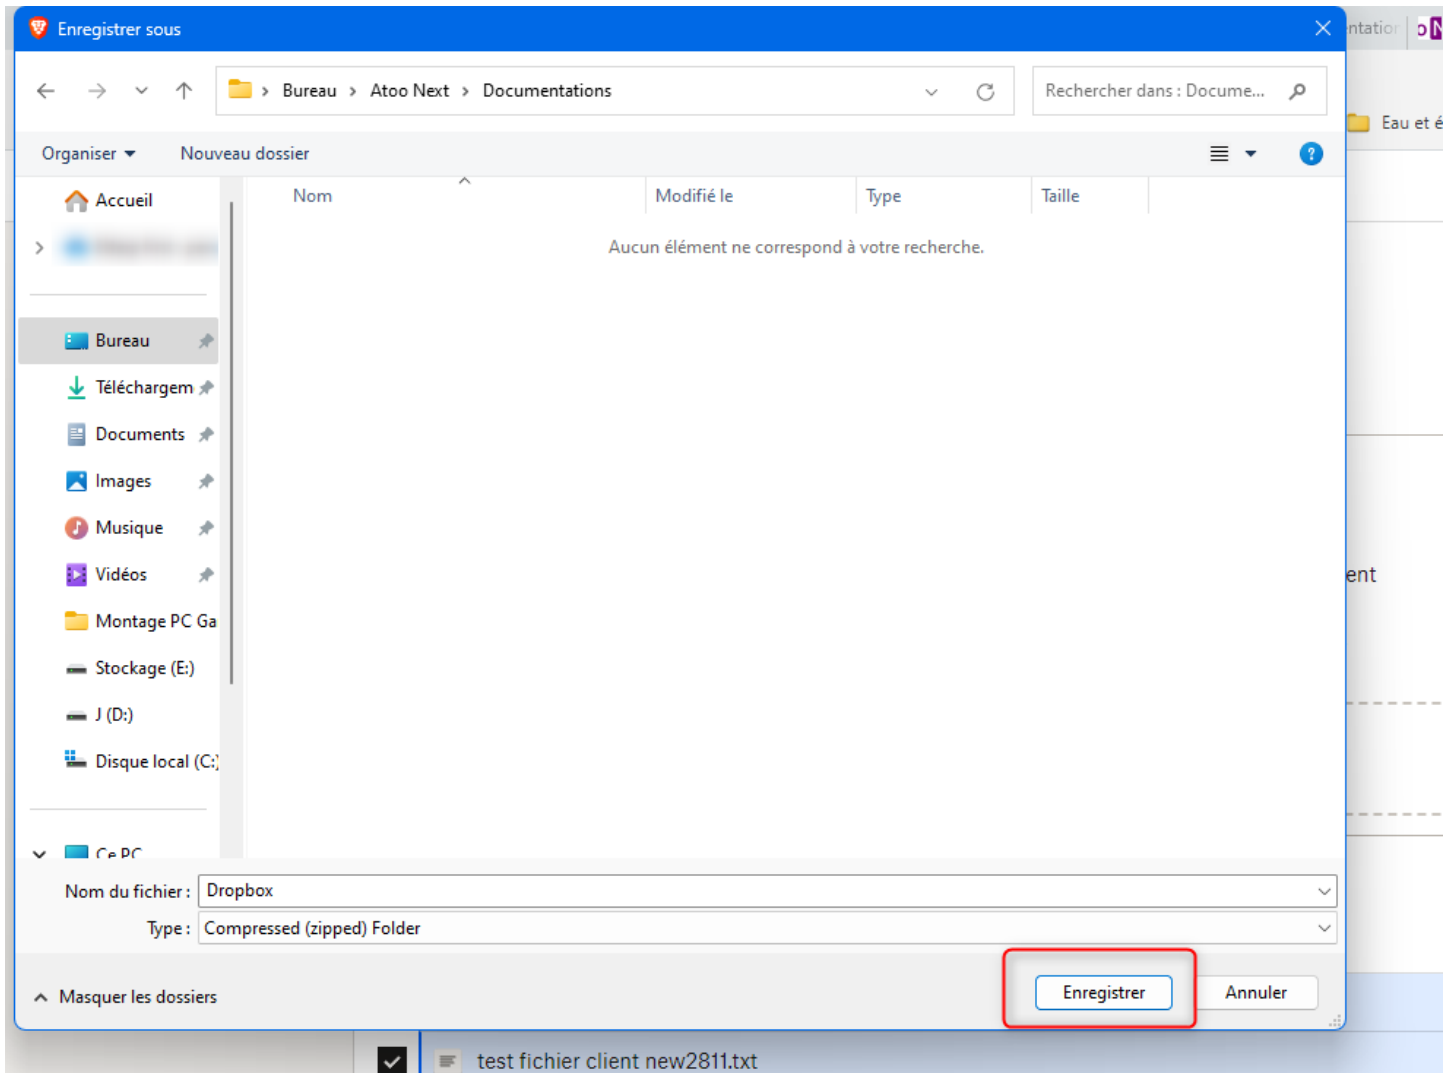 Enregistrer sous
ntation
Bureau > Atoo Next > Documentations
Rechercher dans : Docume...
Eau et é
Organiser
Nouveau dossier
Accueil
Nom
Modifié le
Type
Taille
Aucun élément ne correspond à votre recherche.
Bureau
Téléchargem
Documents
Images
Musique
Vidéos
ent
Montage PC Ga
Stockage (E:)
J (D:)
Disque local (C:)
Ce PC
Nom du fichier : Dropbox
Type : Compressed (zipped) Folder
Masquer les dossiers
Enregistrer
Annuler
test fichier client new2811.txt